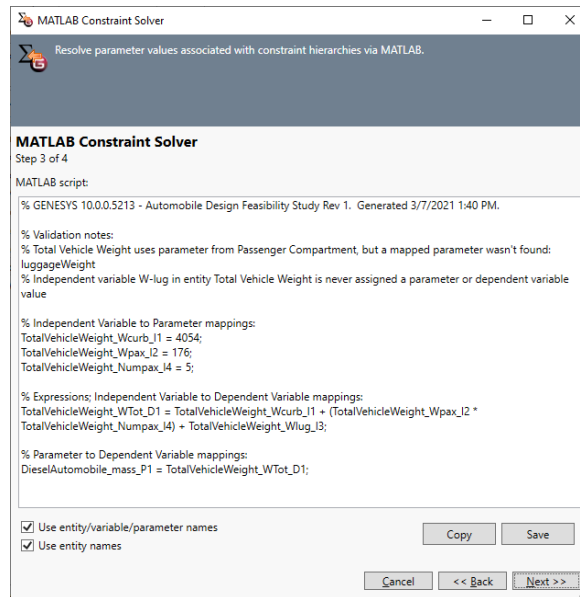 MATLAB Constraint Solver
Resolve parameter values associated with constraint hierarchies via MATLAB.
MATLAB Constraint Solver
Step 3 of 4
MATLAB script:
% GENESYS 10.0.0.5213 - Automobile Design Feasibility Study Rev 1.  Generated 3/7/2021 1:40 PM.
% Validation notes:
% Total Vehicle Weight uses parameter from Passenger Compartment, but a mapped parameter wasn't found:
luggageWeight
% Independent variable W-lug in entity Total Vehicle Weight is never assigned a parameter or dependent variable
value
% Independent Variable to Parameter mappings:
TotalVehicleWeight_Wcurb_I1 = 4054;
TotalVehicleWeight_Wpax_I2 = 176;
TotalVehicleWeight_Numpax_I4 = 5;
% Expressions; Independent Variable to Dependent Variable mappings:
TotalVehicleWeight_WTot_D1 = TotalVehicleWeight_Wcurb_I1 + (TotalVehicleWeight_Wpax_I2 *
TotalVehicleWeight_Numpax_I4) + TotalVehicleWeight_Wlug_I3;
% Parameter to Dependent Variable mappings:
DieselAutomobile_mass_P1 = TotalVehicleWeight_WTot_D1;
Use entity/variable/parameter names
Use entity names
Copy
Save
Cancel
<< Back
Next >>